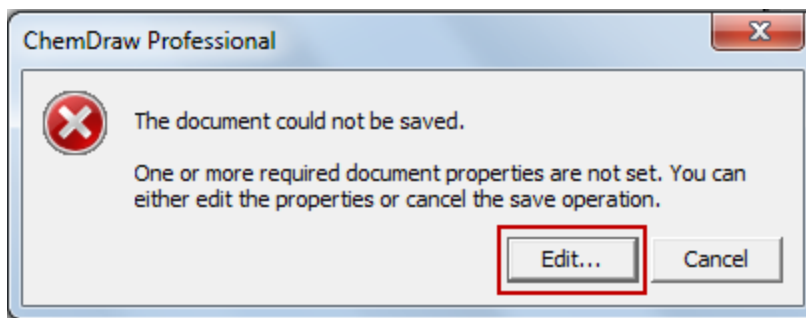 ChemDraw Professional
The document could not be saved.
One or more required document properties are not set. You can
either edit the properties or cancel the save operation.
Edit...
Cancel